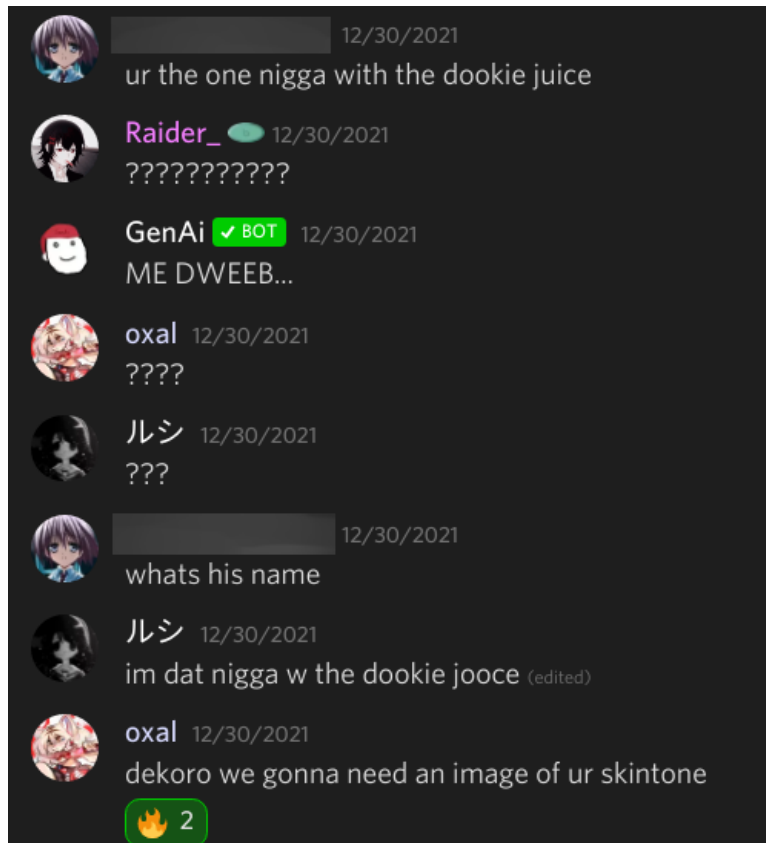 12/30/2021
ur the one nigga with the dookie juice
Raider_ 12/30/2021
???????????
GenAi ✓ BOT 12/30/2021
ME DWEEB...
oxal 12/30/2021
????
ルシ 12/30/2021
???
12/30/2021
whats his name
ルシ 12/30/2021
im dat nigga w the dookie jooce (edited)
oxal 12/30/2021
dekoro we gonna need an image of ur skintone
🔥 2